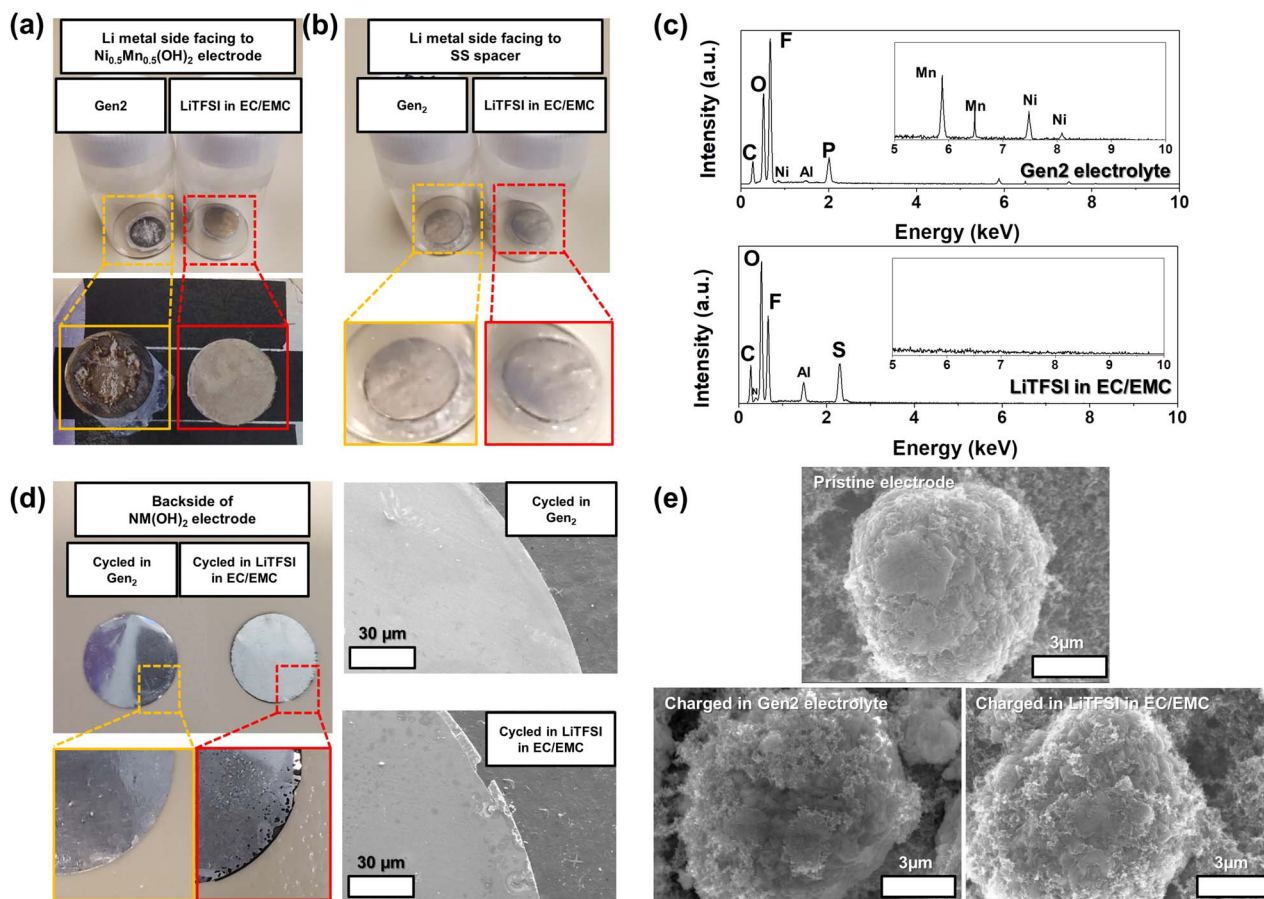 (a)
Li metal side facing to
Ni0.5Mn0.5(OH)2 electrode
Gen2
LiTFSI in EC/EMC
(b)
Li metal side facing to
SS spacer
Gen2
LiTFSI in EC/EMC
(c)
Intensity (a.u.)
C
O
F
Ni
Al
P
Mn
Mn
Ni
Ni
5 6 7 8 9 10
Gen2 electrolyte
0 2 4 6 8 10
Energy (keV)
Intensity (a.u.)
C
N
O
F
Al
S
5 6 7 8 9 10
LiTFSI in EC/EMC
0 2 4 6 8 10
Energy (keV)
(d)
Backside of
NM(OH)2 electrode
Cycled in
Gen2
Cycled in LiTFSI
in EC/EMC
Cycled in
Gen2
30 μm
Cycled in LiTFSI
in EC/EMC
30 μm
(e)
Pristine electrode
3μm
Charged in Gen2 electrolyte
3μm
Charged in LiTFSI in EC/EMC
3μm